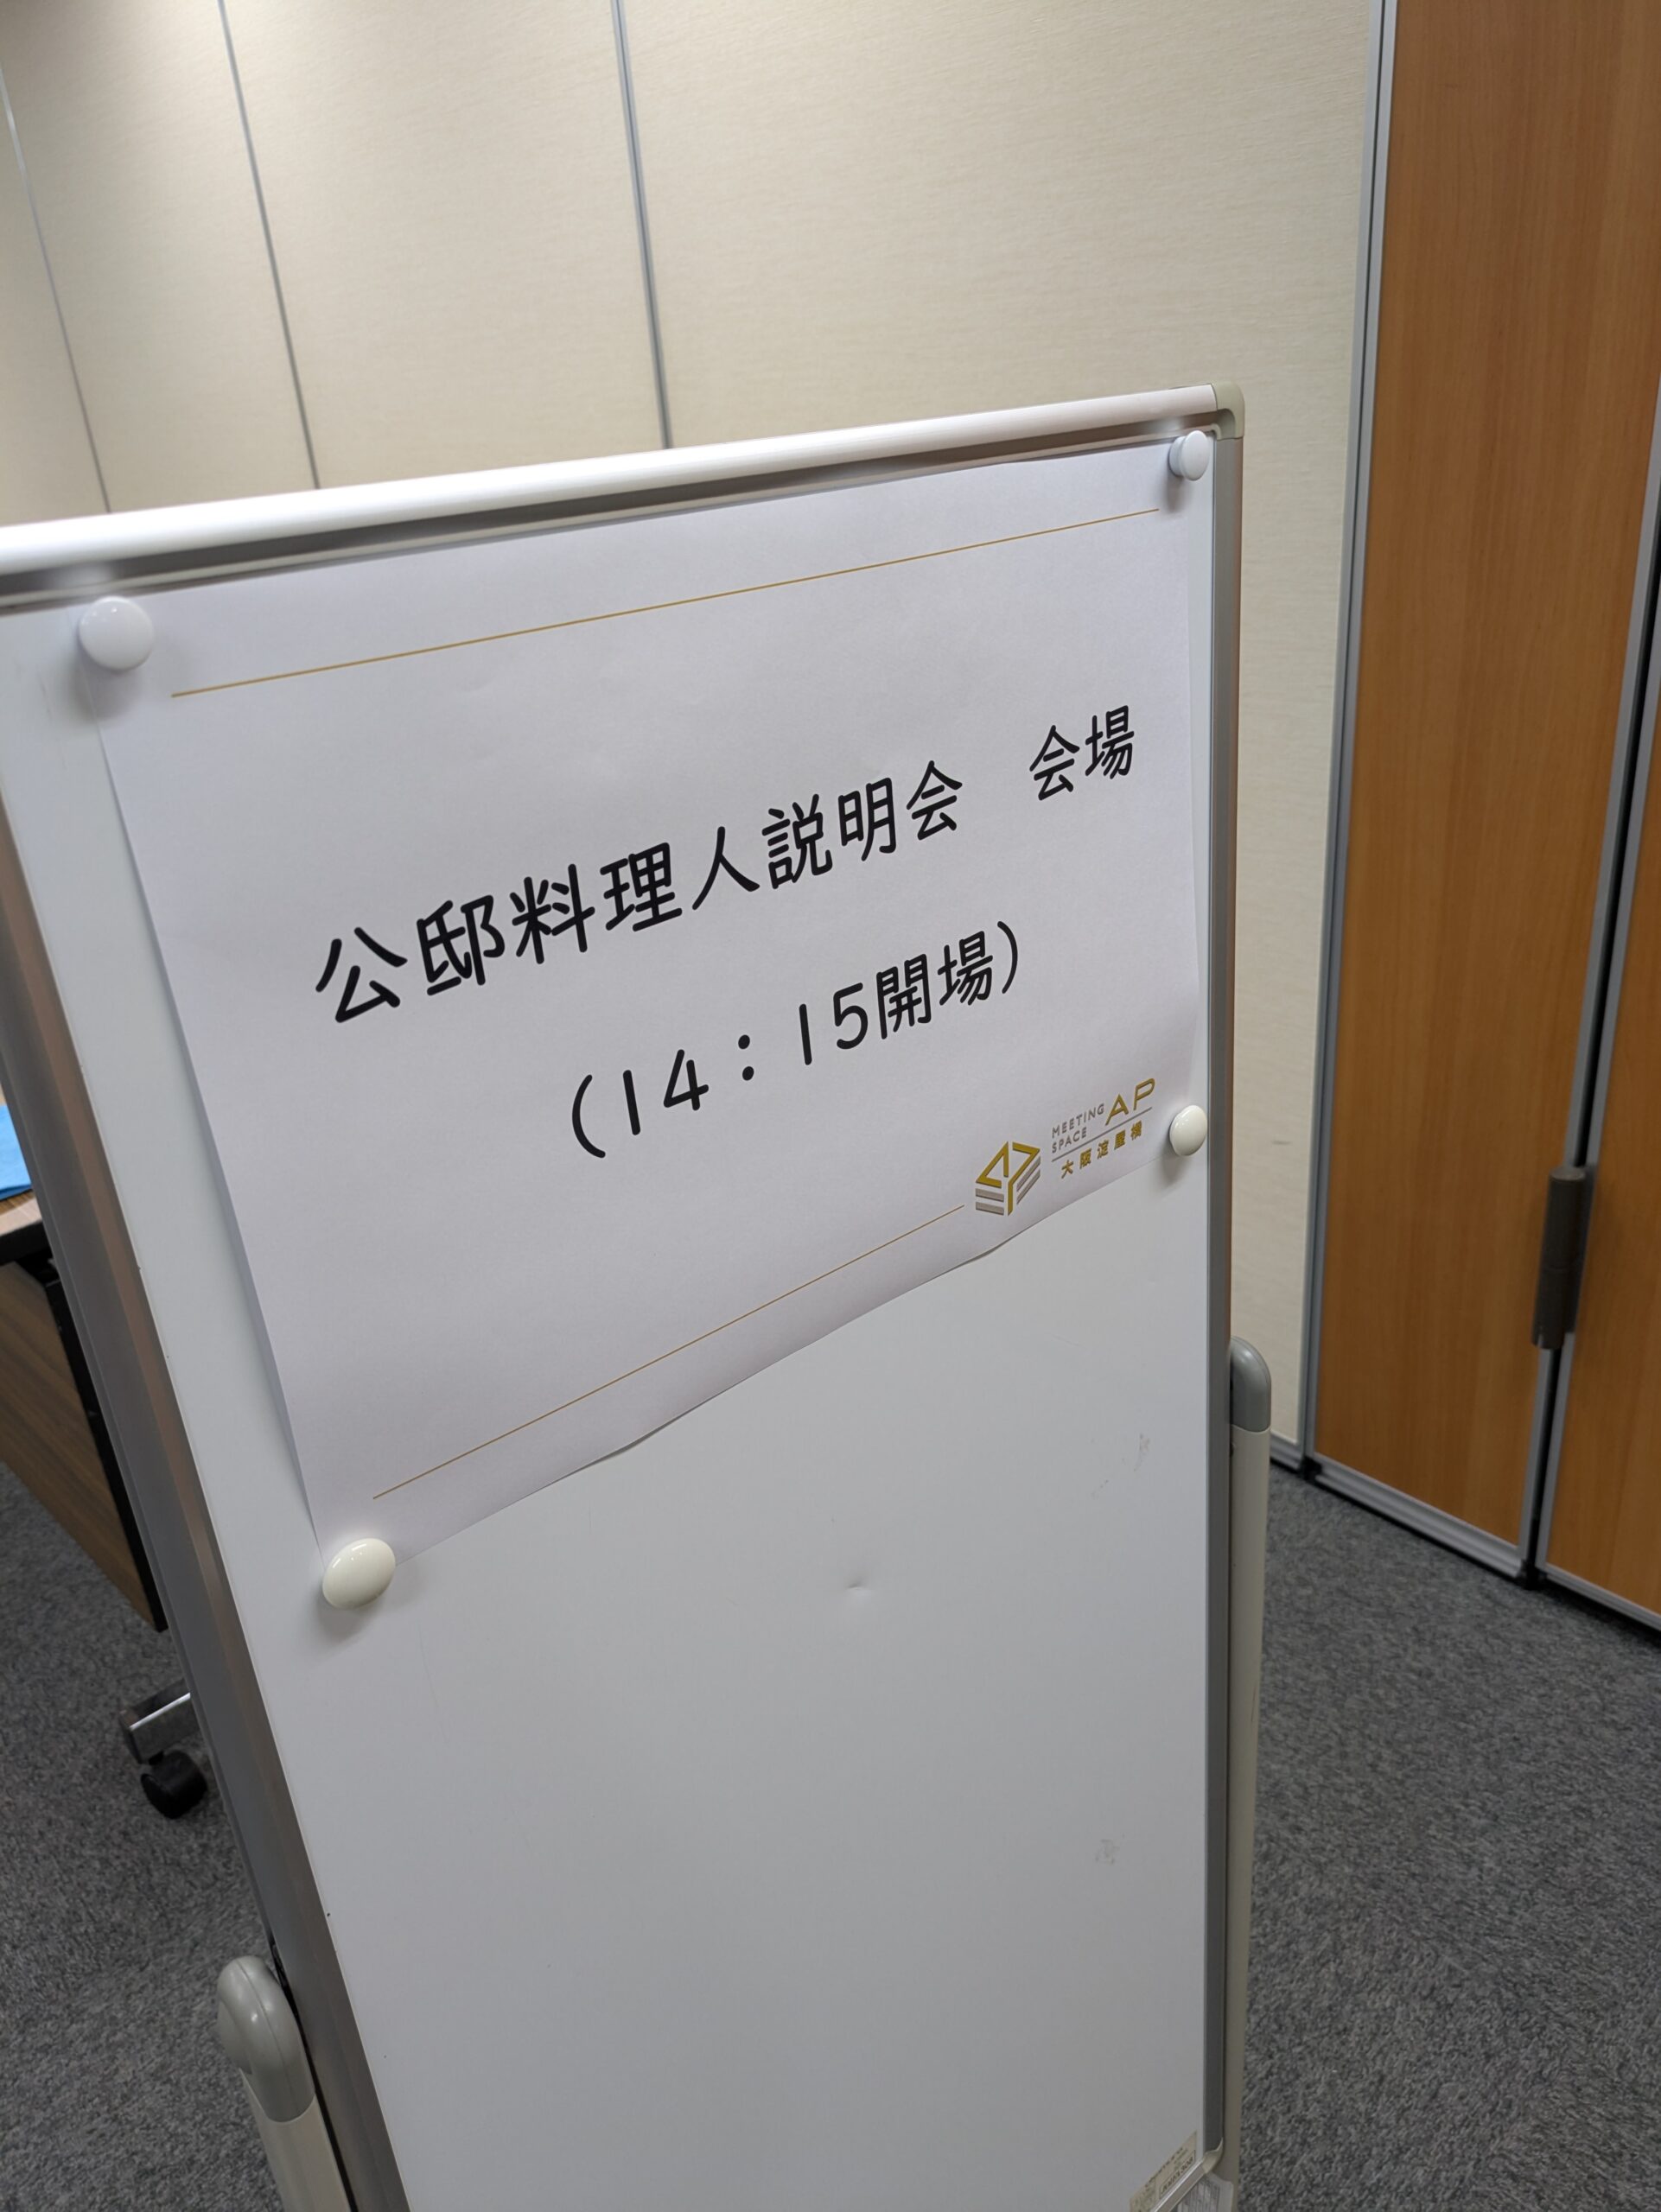 公邸料理人説明会　会場
（14：15開場）
MEETING SPACE AP
大阪淀屋橋